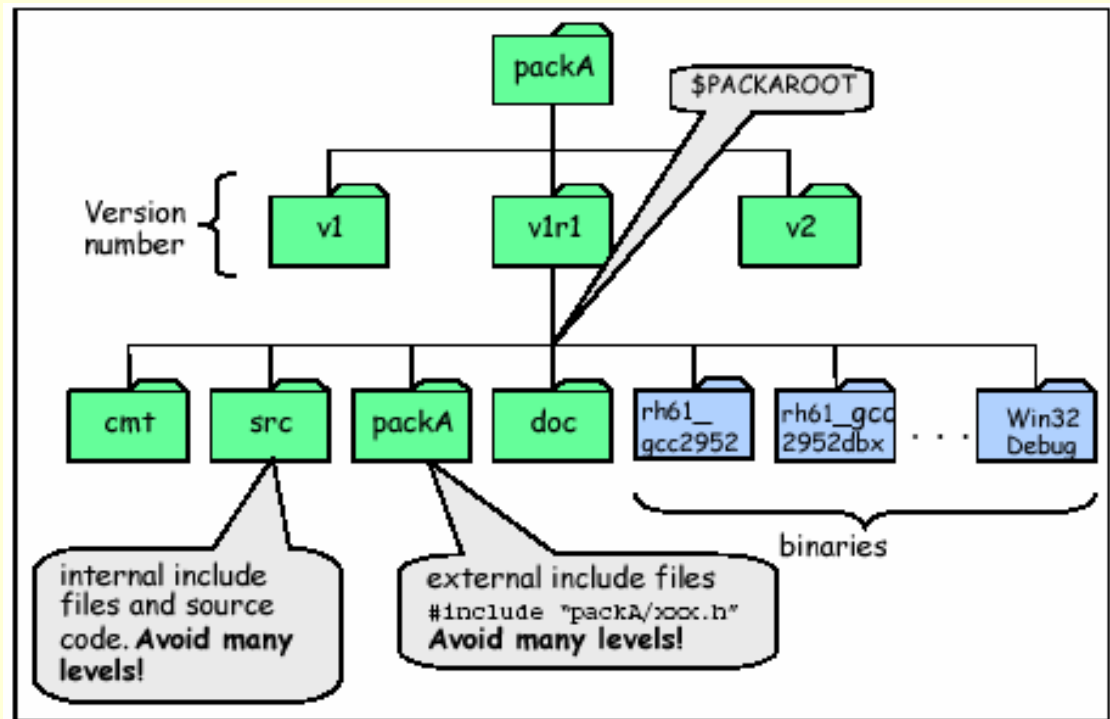 packA
$PACKAROOT
Version
number
v1
v1r1
v2
cmt
src
packA
doc
rh61_
gcc2952
rh61_gcc
2952dbx
. . .
Win32
Debug
binaries
internal include
files and source
code. Avoid many
levels!
external include files
#include "packA/xxx.h"
Avoid many levels!